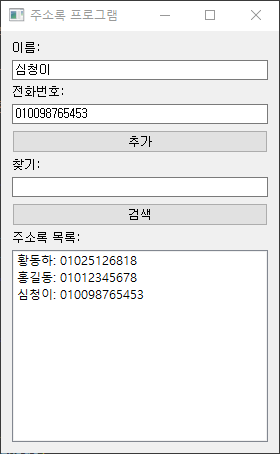 주소록 프로그램
이름:
심청이
전화번호:
010098765453
추가
찾기:
검색
주소록 목록:
황동하: 01025126818
홍길동: 01012345678
심청이: 010098765453